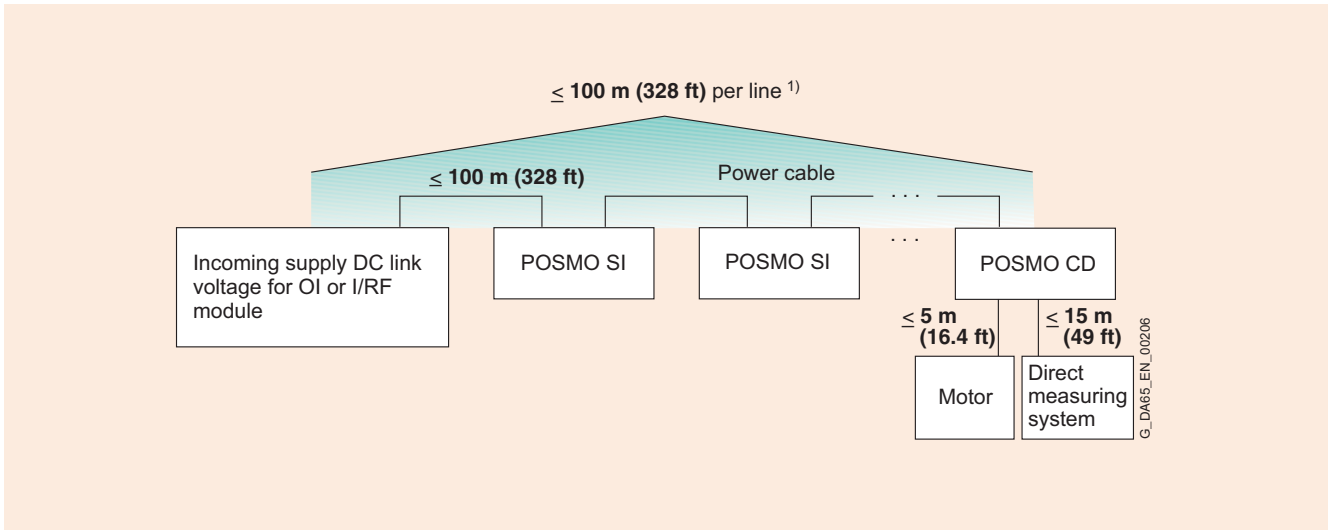 ≤ 100 m (328 ft) per line 1)
≤ 100 m (328 ft)
Power cable
. . .
Incoming supply DC link
voltage for OI or I/RF
module
POSMO SI
POSMO SI
. . .
POSMO CD
≤ 5 m
(16.4 ft)
≤ 15 m
(49 ft)
Motor
Direct
measuring
system
G_DA65_EN_00206